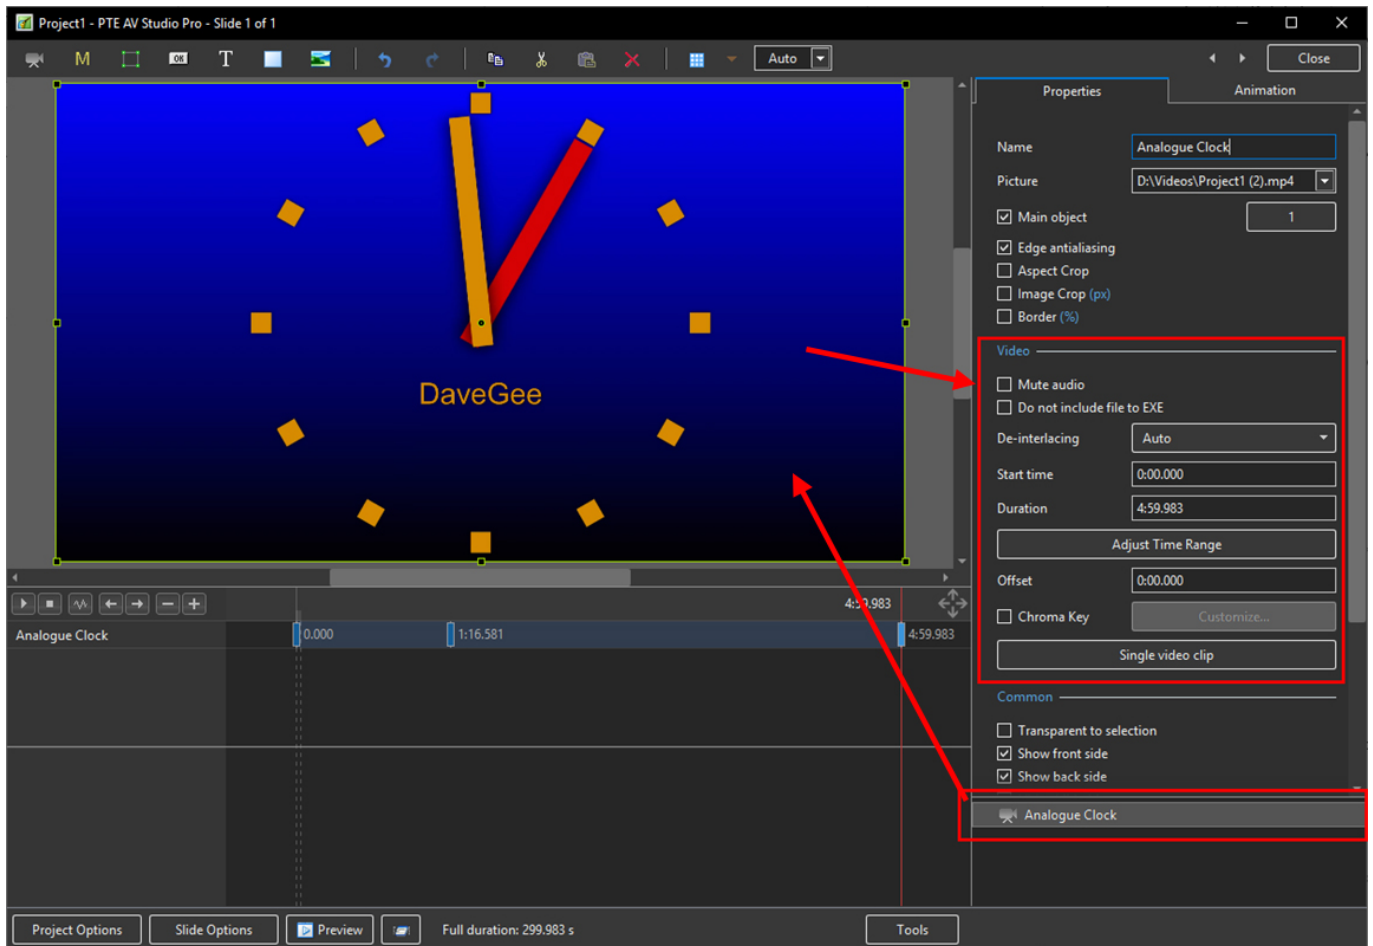 Project1 - PTE AV Studio Pro - Slide 1 of 1
M OK T Auto Close
Properties Animation
Name Analogue Clock
Picture D:\Videos\Project1 (2).mp4
Main object 1
Edge antialiasing
Aspect Crop
Image Crop (px)
Border (%)
DaveGee
Video
Mute audio
Do not include file to EXE
De-interlacing Auto
Start time 0:00.000
Duration 4:59.983
Adjust Time Range
Offset 0:00.000
Chroma Key Customize...
Single video clip
4:59.983
Analogue Clock 0.000 1:16.581 4:59.983
Common
Transparent to selection
Show front side
Show back side
Analogue Clock
Project Options Slide Options Preview Full duration: 299.983 s Tools